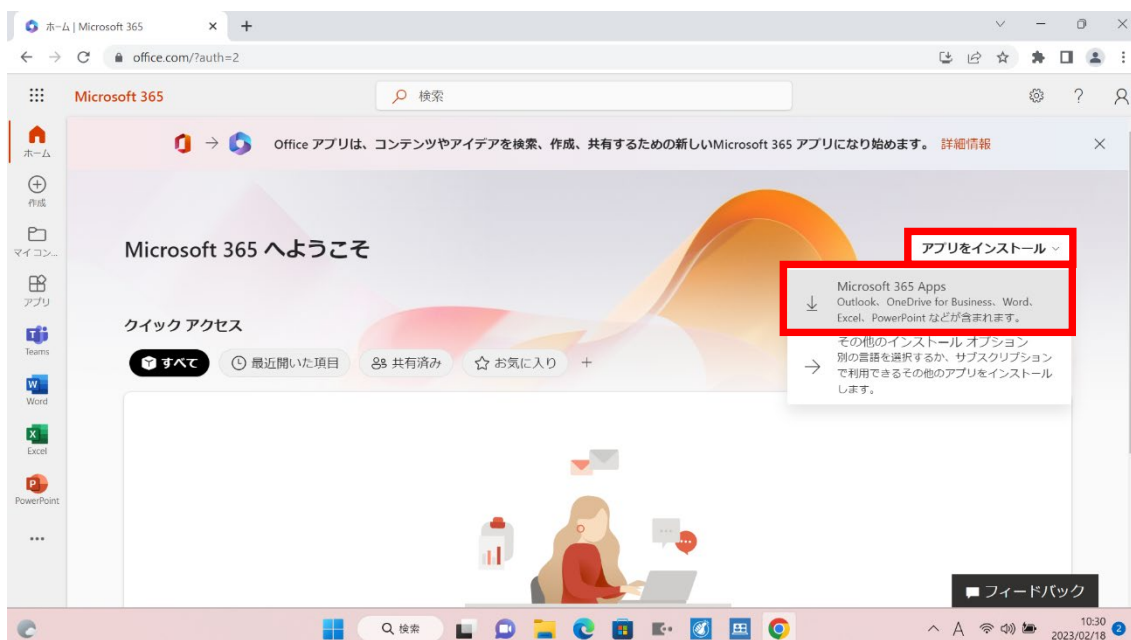 ホーム | Microsoft 365
office.com/?auth=2
Microsoft 365
検索
ホーム
Office アプリは、コンテンツやアイデアを検索、作成、共有するための新しいMicrosoft 365 アプリになり始めます。 詳細情報
作成
マイ コン...
アプリ
Teams
Word
Excel
PowerPoint
Microsoft 365 へようこそ
アプリをインストール
Microsoft 365 Apps
Outlook、OneDrive for Business、Word、
Excel、PowerPoint などが含まれます。
その他のインストール オプション
別の言語を選択するか、サブスクリプション
で利用できるその他のアプリをインストール
します。
クイック アクセス
すべて
最近開いた項目
共有済み
お気に入り
フィードバック
検索
A
10:30
2023/02/18
2